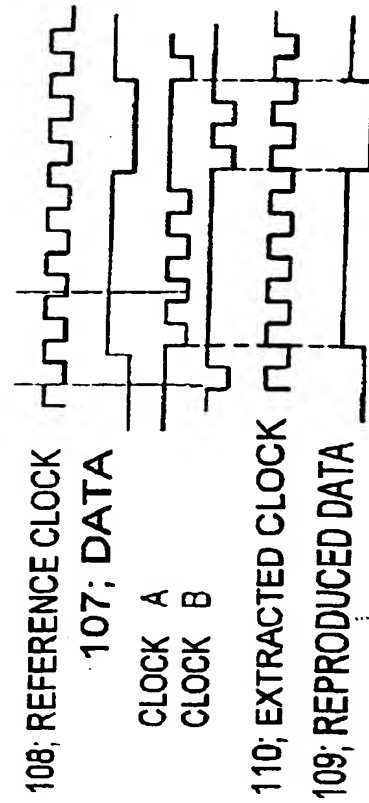 108; REFERENCE CLOCK
107; DATA
CLOCK A
CLOCK B
110; EXTRACTED CLOCK
109; REPRODUCED DATA